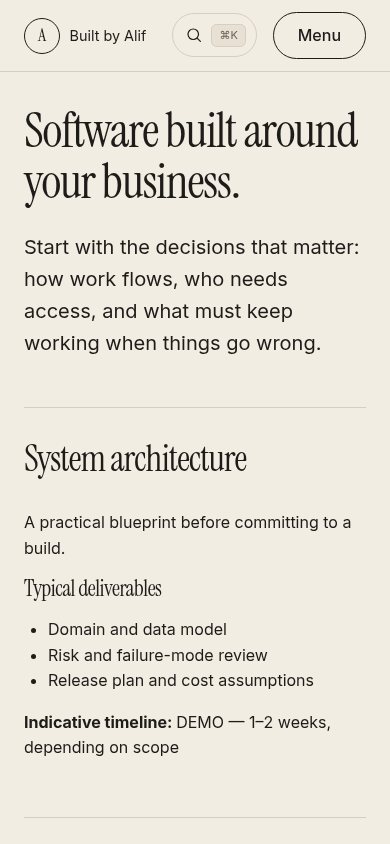 A Built by Alif ⌘K Menu
Software built around
your business.
Start with the decisions that matter:
how work flows, who needs
access, and what must keep
working when things go wrong.
System architecture
A practical blueprint before committing to a
build.
Typical deliverables
• Domain and data model
• Risk and failure-mode review
• Release plan and cost assumptions
Indicative timeline: DEMO — 1–2 weeks,
depending on scope